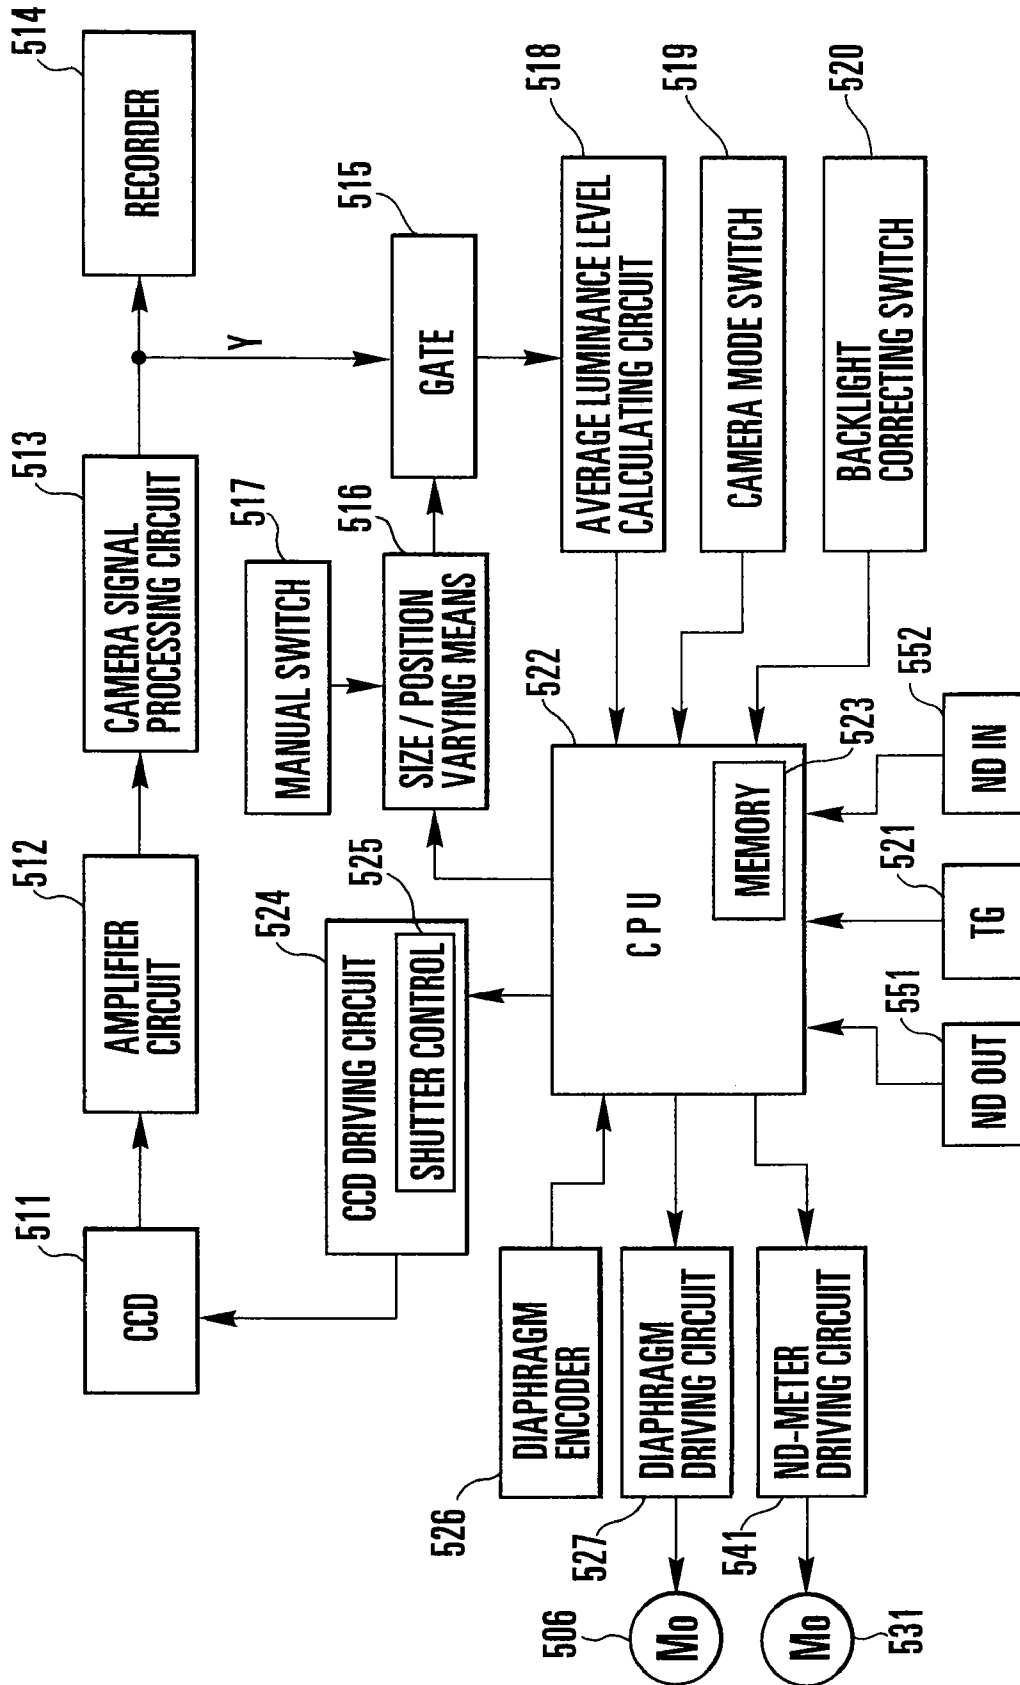 511
CCD
512
AMPLIFIER
CIRCUIT
513
CAMERA SIGNAL
PROCESSING CIRCUIT
514
RECORDER
Y
524
CCD DRIVING CIRCUIT
525
SHUTTER CONTROL
517
MANUAL SWITCH
516
SIZE / POSITION
VARYING MEANS
515
GATE
526
DIAPHRAGM
ENCODER
527
DIAPHRAGM
DRIVING CIRCUIT
541
ND-METER
DRIVING CIRCUIT
506
Mo
531
Mo
522
CPU
523
MEMORY
518
AVERAGE LUMINANCE LEVEL
CALCULATING CIRCUIT
519
CAMERA MODE SWITCH
520
BACKLIGHT
CORRECTING SWITCH
551
ND OUT
521
TG
552
ND IN